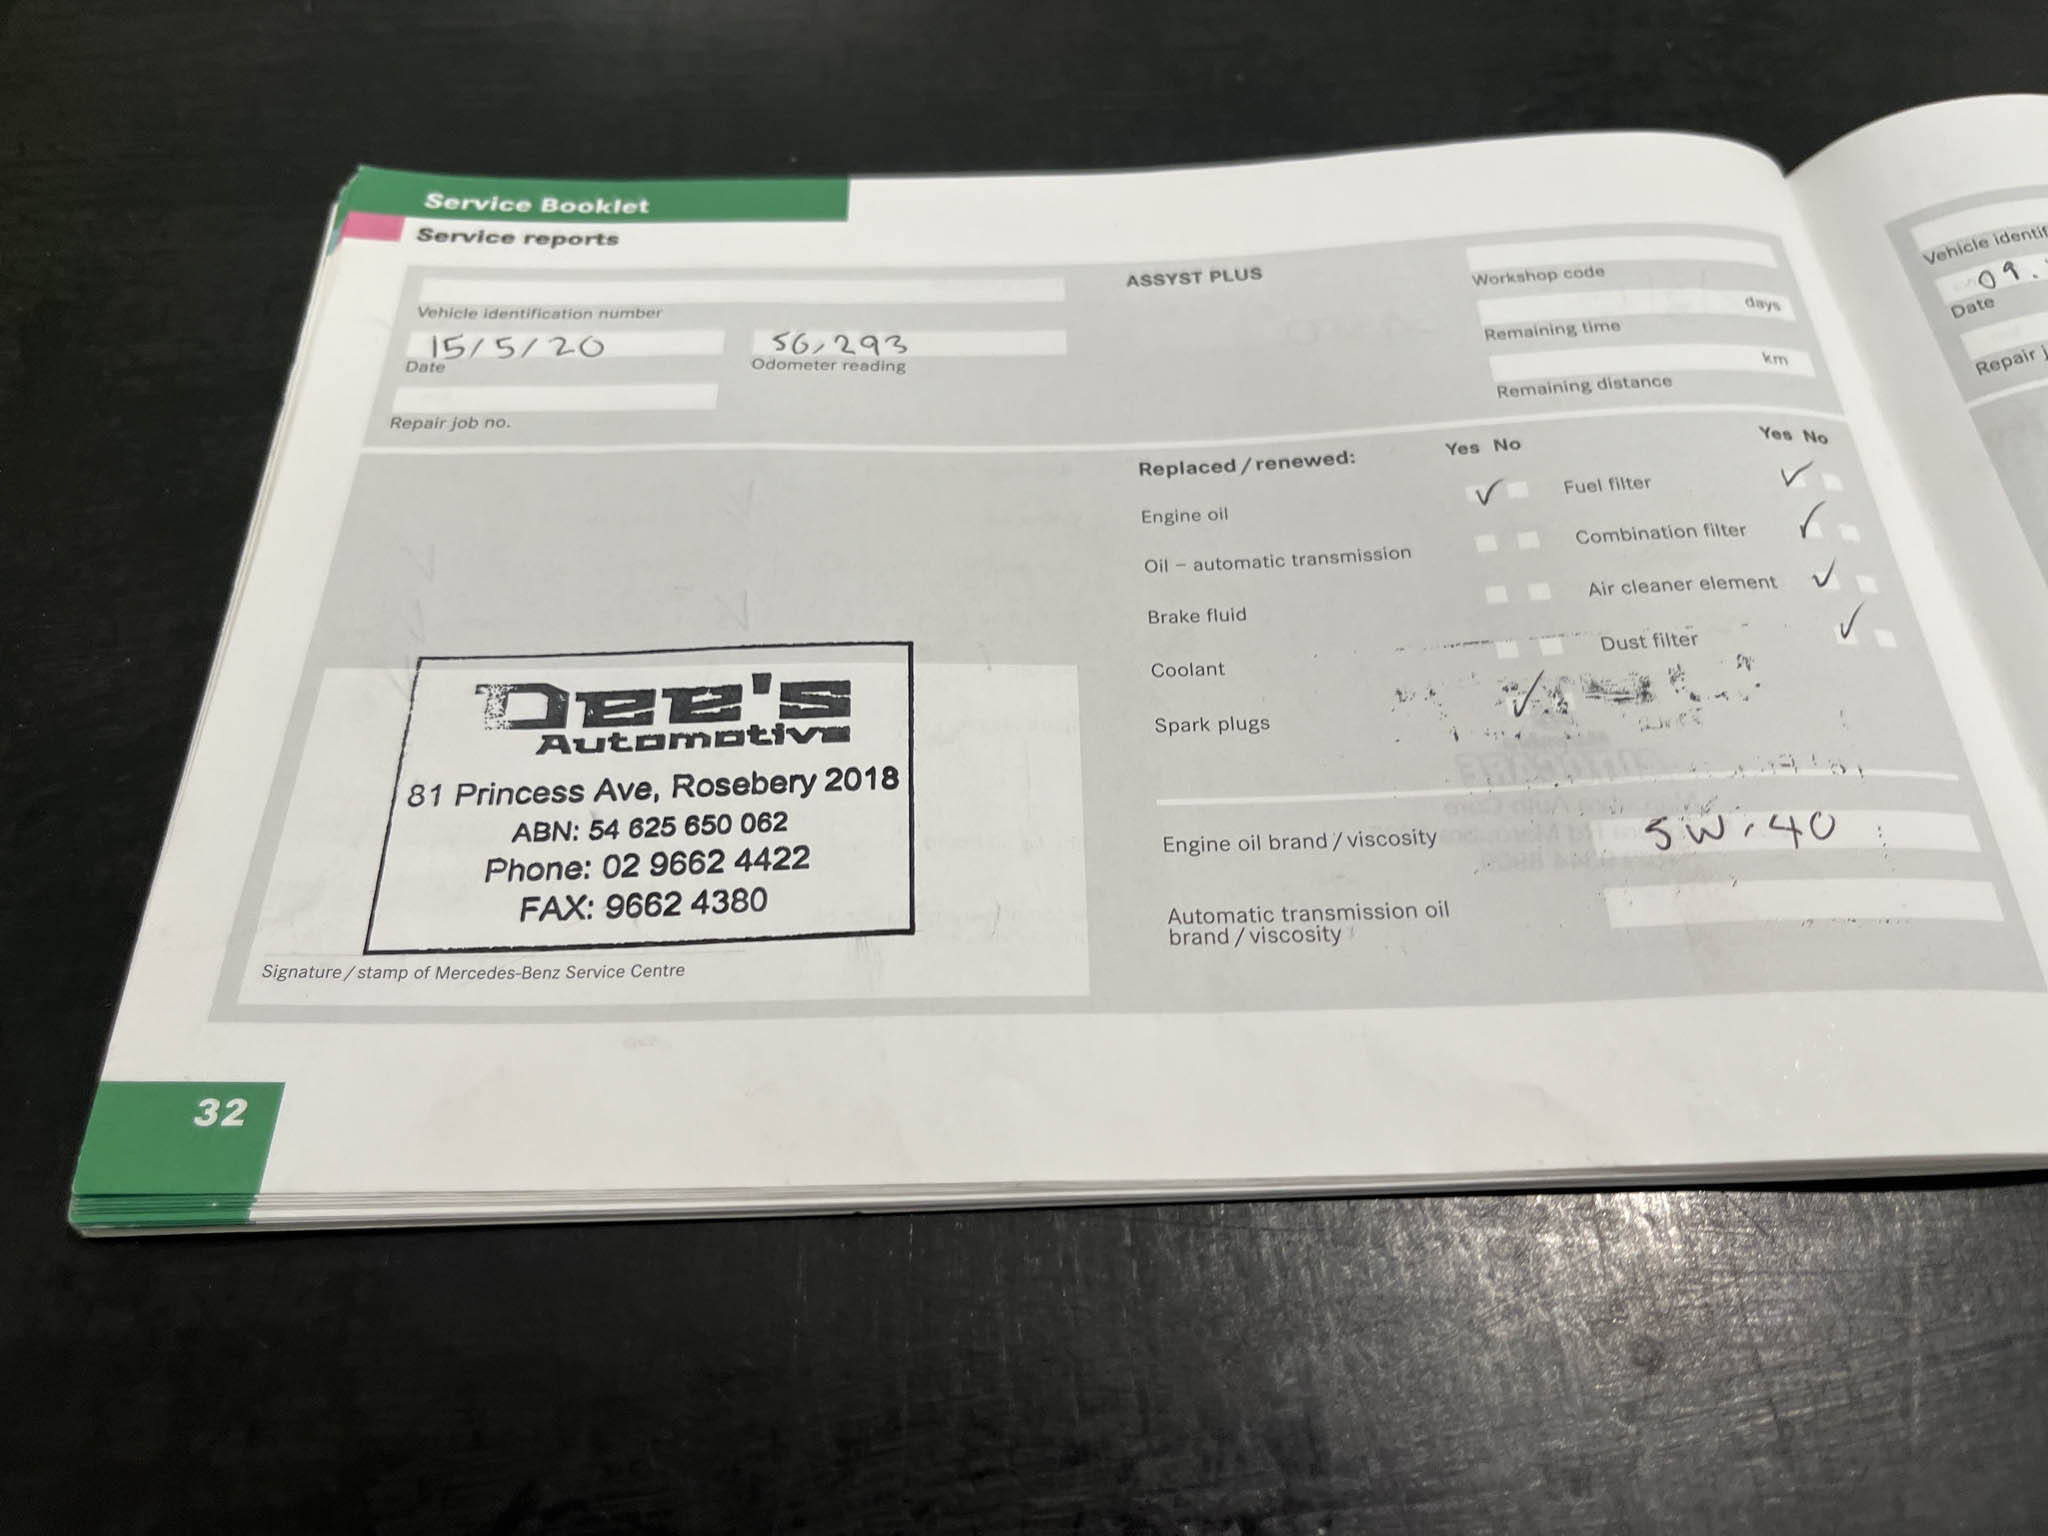 Service Booklet
Service reports
Vehicle identification number
15/5/20
Date
56,293
Odometer reading
Repair job no.
ASSYST PLUS
Workshop code
days
Remaining time
km
Remaining distance
Replaced / renewed:
Yes No
Yes No
Engine oil
✓
Fuel filter
✓
Oil – automatic transmission
Combination filter
✓
Brake fluid
Air cleaner element
✓
Coolant
Dust filter
✓
Spark plugs
✓
Engine oil brand / viscosity
5W-40
Automatic transmission oil
brand / viscosity
Dee's
Automotive
81 Princess Ave, Rosebery 2018
ABN: 54 625 650 062
Phone: 02 9662 4422
FAX: 9662 4380
Signature / stamp of Mercedes-Benz Service Centre
32
Vehicle
09.
Date
Repair